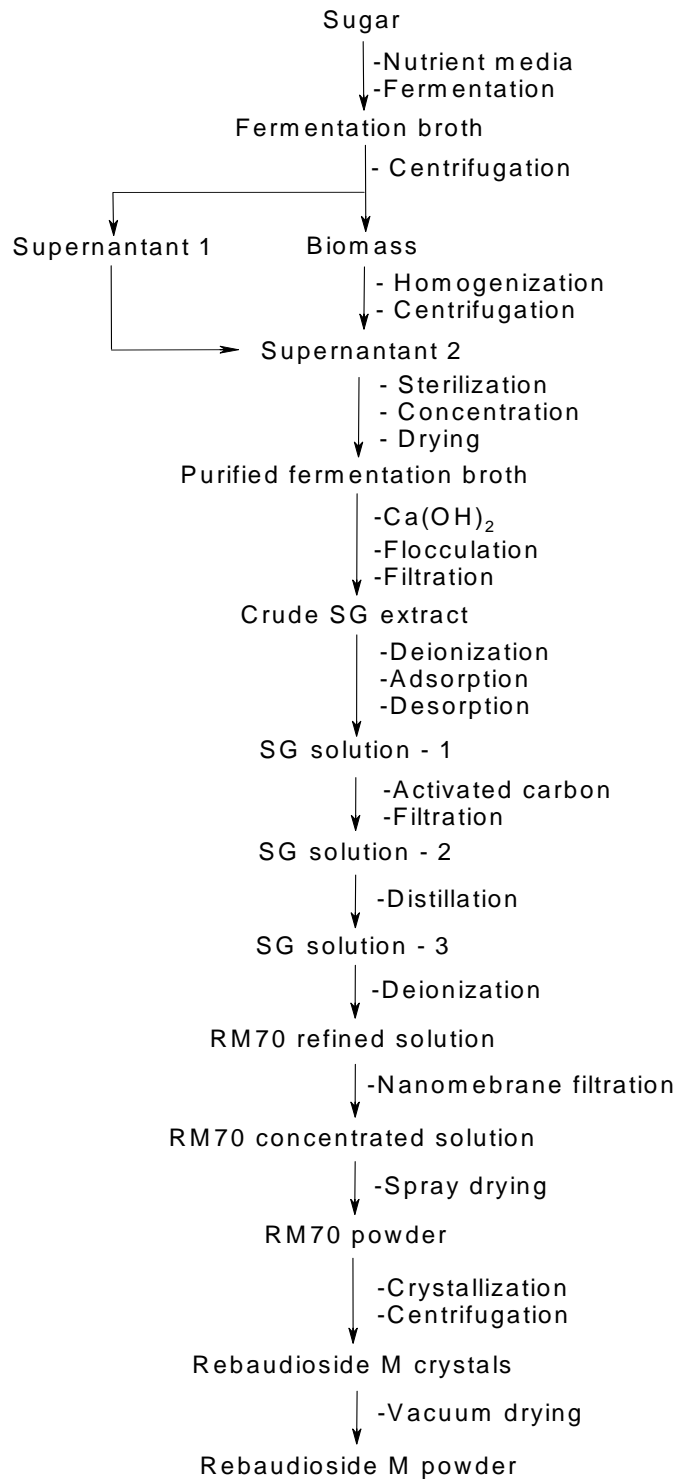 Sugar
-Nutrient media
-Fermentation
Fermentation broth
- Centrifugation
Supernantant 1
Biomass
- Homogenization
- Centrifugation
Supernantant 2
- Sterilization
- Concentration
- Drying
Purified fermentation broth
-Ca(OH)₂
-Flocculation
-Filtration
Crude SG extract
-Deionization
-Adsorption
-Desorption
SG solution - 1
-Activated carbon
-Filtration
SG solution - 2
-Distillation
SG solution - 3
-Deionization
RM70 refined solution
-Nanomebrane filtration
RM70 concentrated solution
-Spray drying
RM70 powder
-Crystallization
-Centrifugation
Rebaudioside M crystals
-Vacuum drying
Rebaudioside M powder